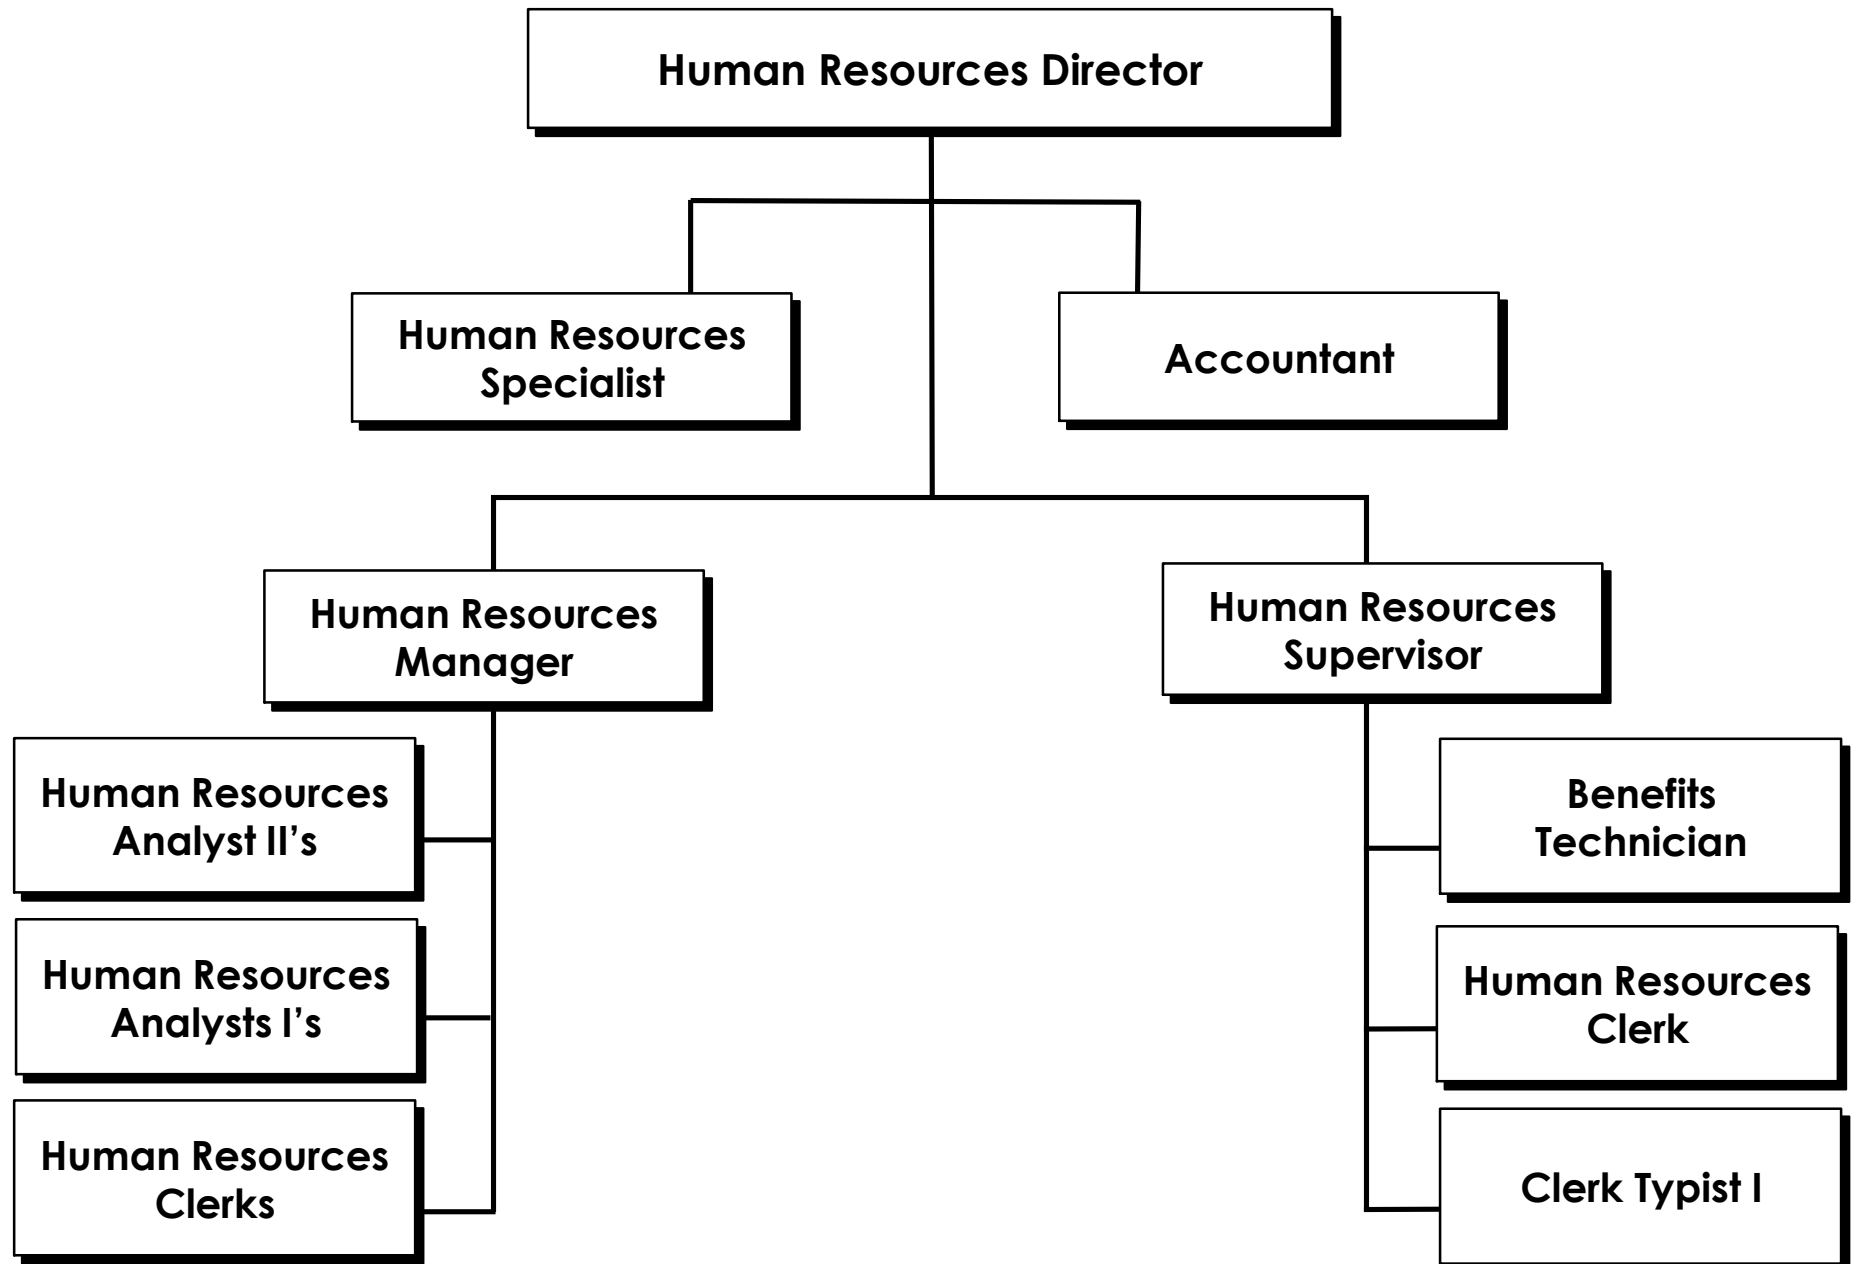 Human Resources Director
Human Resources
Specialist
Accountant
Human Resources
Manager
Human Resources
Supervisor
Human Resources
Analyst II’s
Human Resources
Analysts I’s
Human Resources
Clerks
Benefits
Technician
Human Resources
Clerk
Clerk Typist I